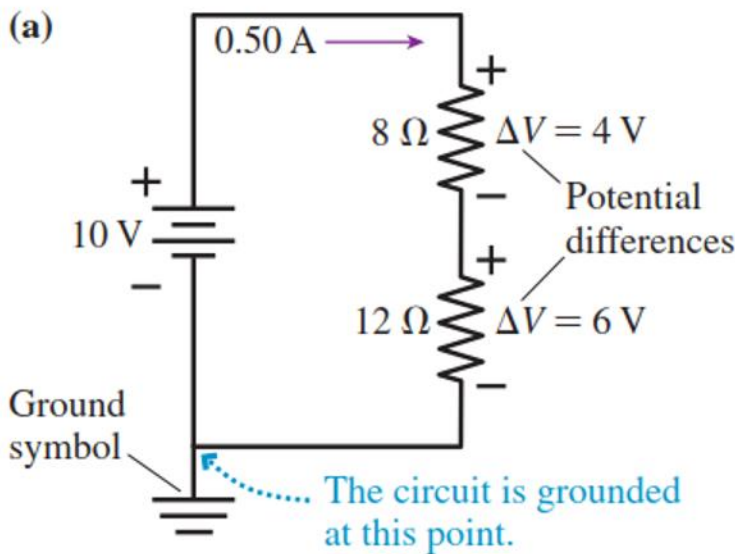 (a)
0.50 A
+
8 Ω
ΔV = 4 V
+
−
Potential
differences
10 V
+
−
12 Ω
ΔV = 6 V
−
Ground
symbol
The circuit is grounded
at this point.